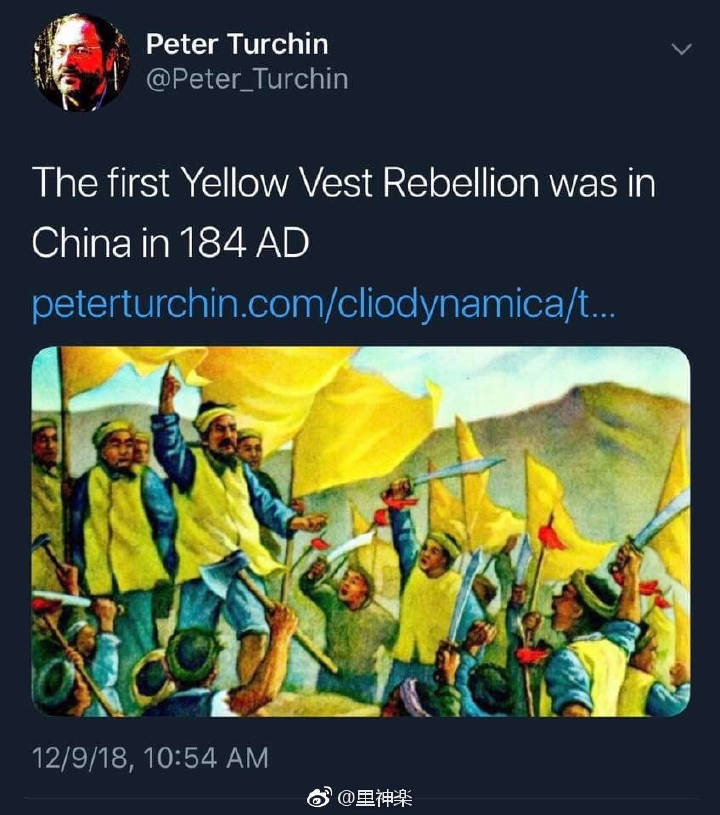 Peter Turchin
@Peter_Turchin
The first Yellow Vest Rebellion was in
China in 184 AD
peterturchin.com/cliodynamica/t...
12/9/18, 10:54 AM
@里神楽